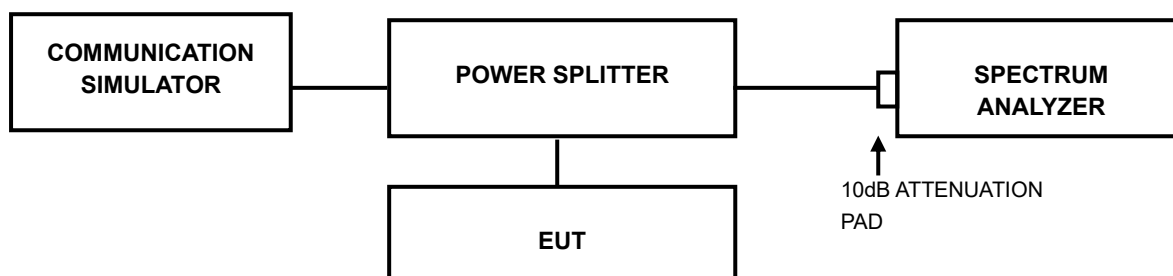 COMMUNICATION
SIMULATOR
POWER SPLITTER
SPECTRUM
ANALYZER
10dB ATTENUATION
PAD
EUT